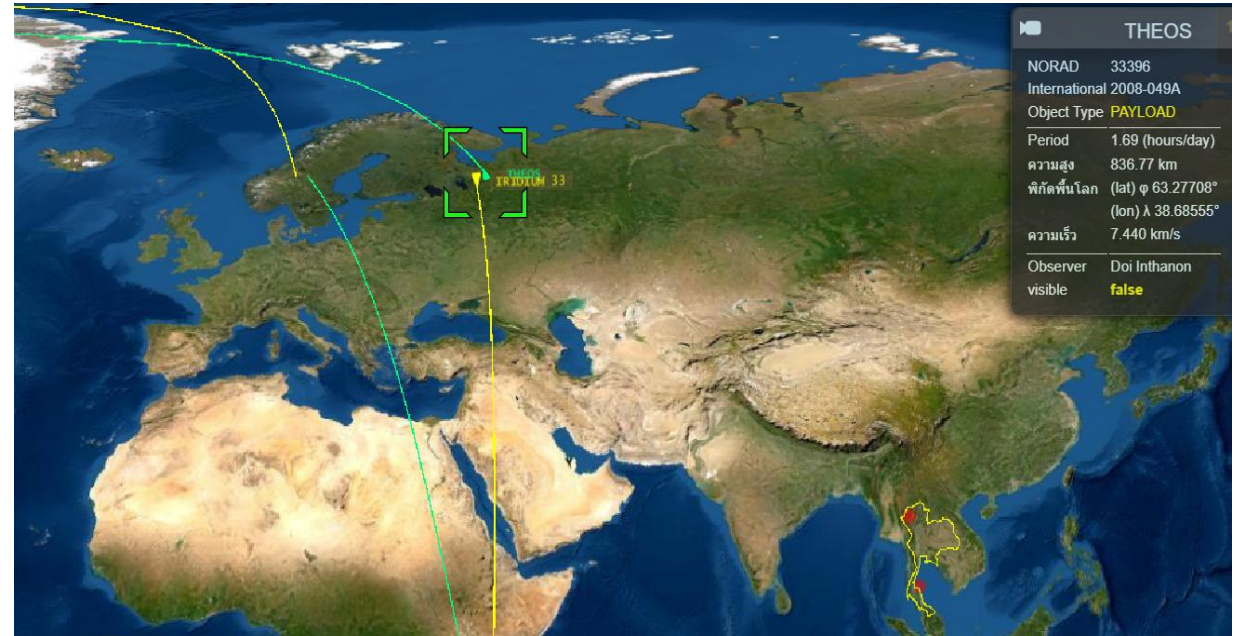 THEOS
NORAD 33396
International 2008-049A
Object Type PAYLOAD
Period 1.69 (hours/day)
ความสูง 836.77 km
พิกัดพื้นโลก (lat) φ 63.27708°
(lon) λ 38.68555°
ความเร็ว 7.440 km/s
Observer Doi Inthanon
visible false
THEOS
IRIDIUM 33